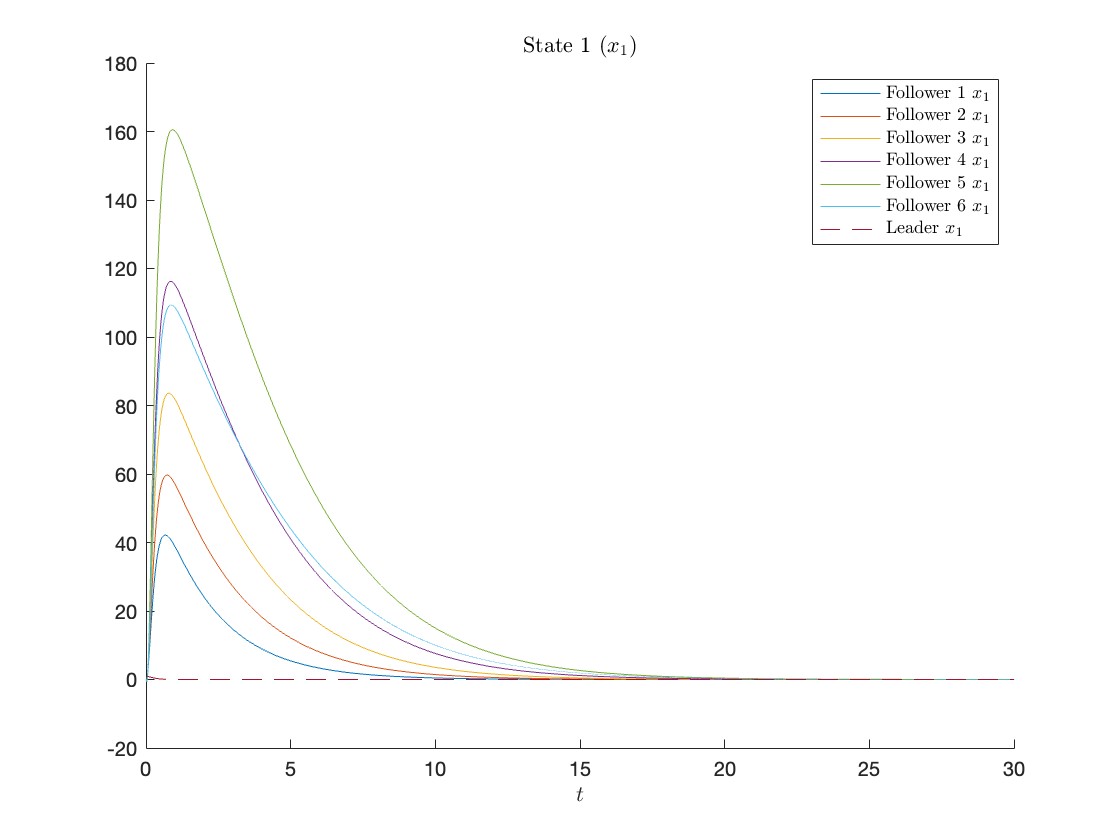 State 1 (x₁)
180
160
140
120
100
80
60
40
20
0
-20
0 5 10 15 20 25 30
t
Follower 1 x₁
Follower 2 x₁
Follower 3 x₁
Follower 4 x₁
Follower 5 x₁
Follower 6 x₁
Leader x₁